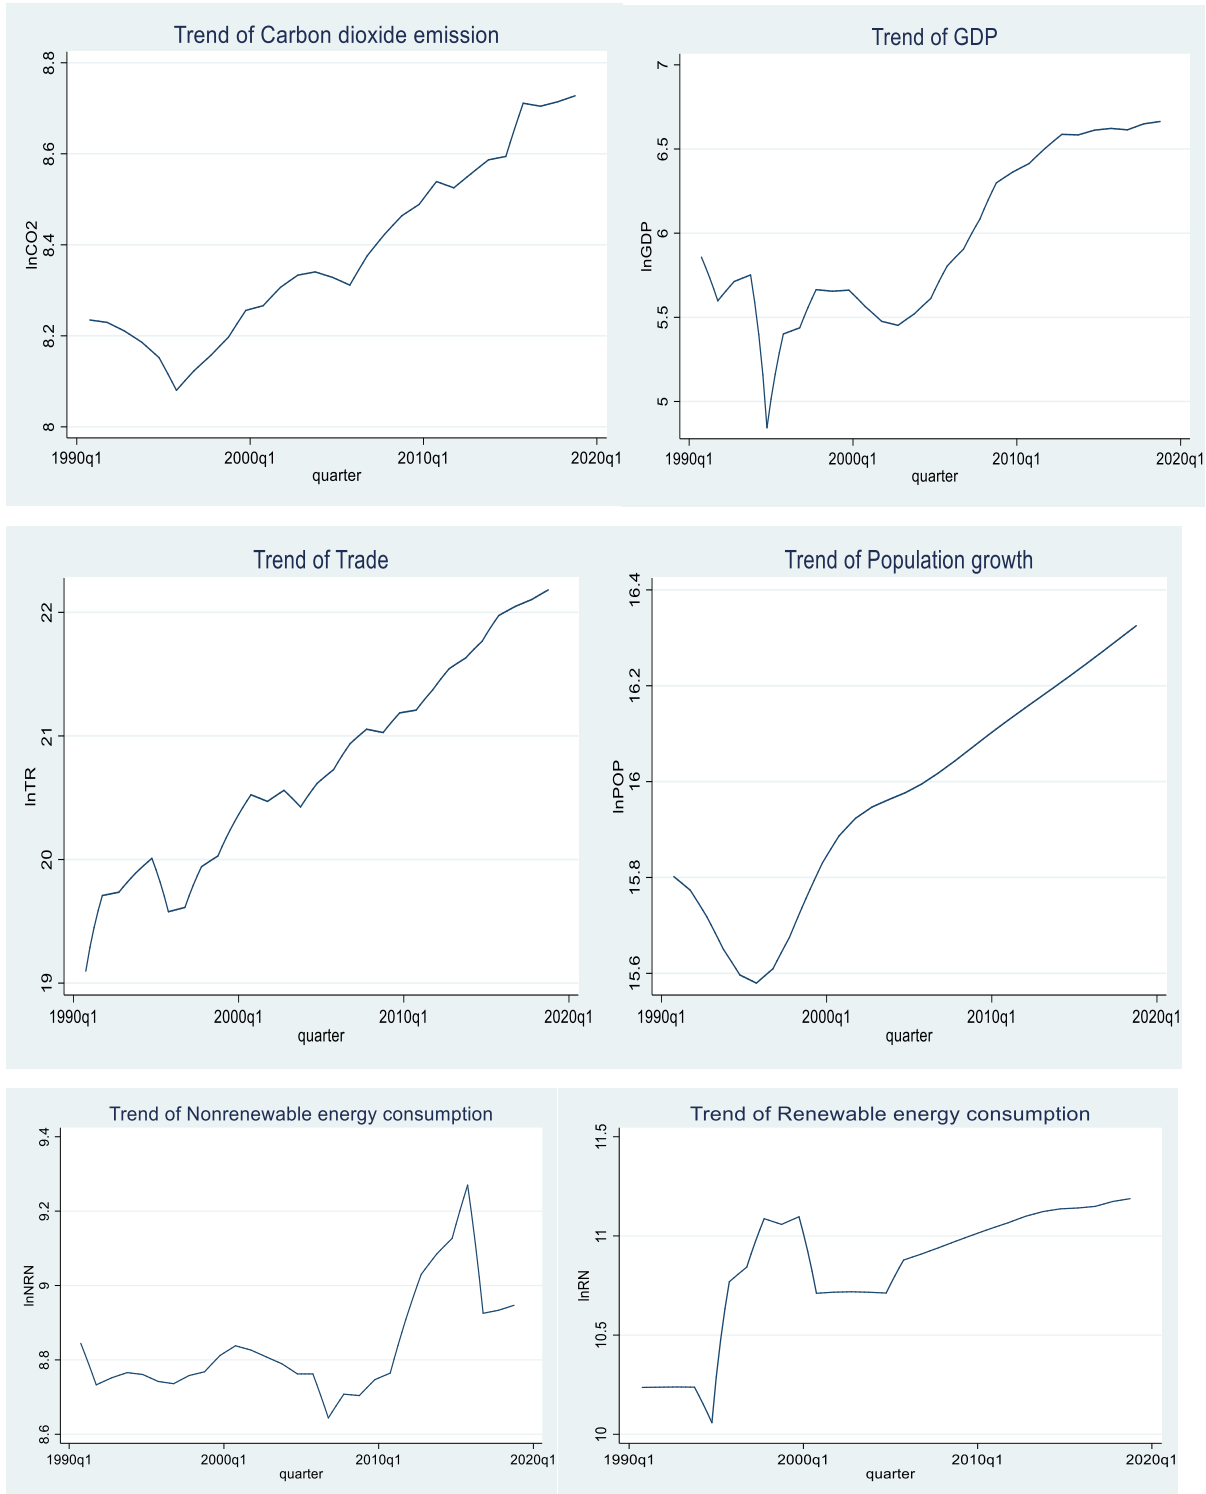 Trend of Carbon dioxide emission
lnCO2
8.8
8.6
8.4
8.2
8
1990q1 2000q1 2010q1 2020q1
quarter
Trend of GDP
lnGDP
7
6.5
6
5.5
5
1990q1 2000q1 2010q1 2020q1
quarter
Trend of Trade
lnTR
22
21
20
19
1990q1 2000q1 2010q1 2020q1
quarter
Trend of Population growth
lnPOP
16.4
16.2
16
15.8
15.6
1990q1 2000q1 2010q1 2020q1
quarter
Trend of Nonrenewable energy consumption
lnNRN
9.4
9.2
9
8.8
8.6
1990q1 2000q1 2010q1 2020q1
quarter
Trend of Renewable energy consumption
lnRN
11.5
11
10.5
10
1990q1 2000q1 2010q1 2020q1
quarter